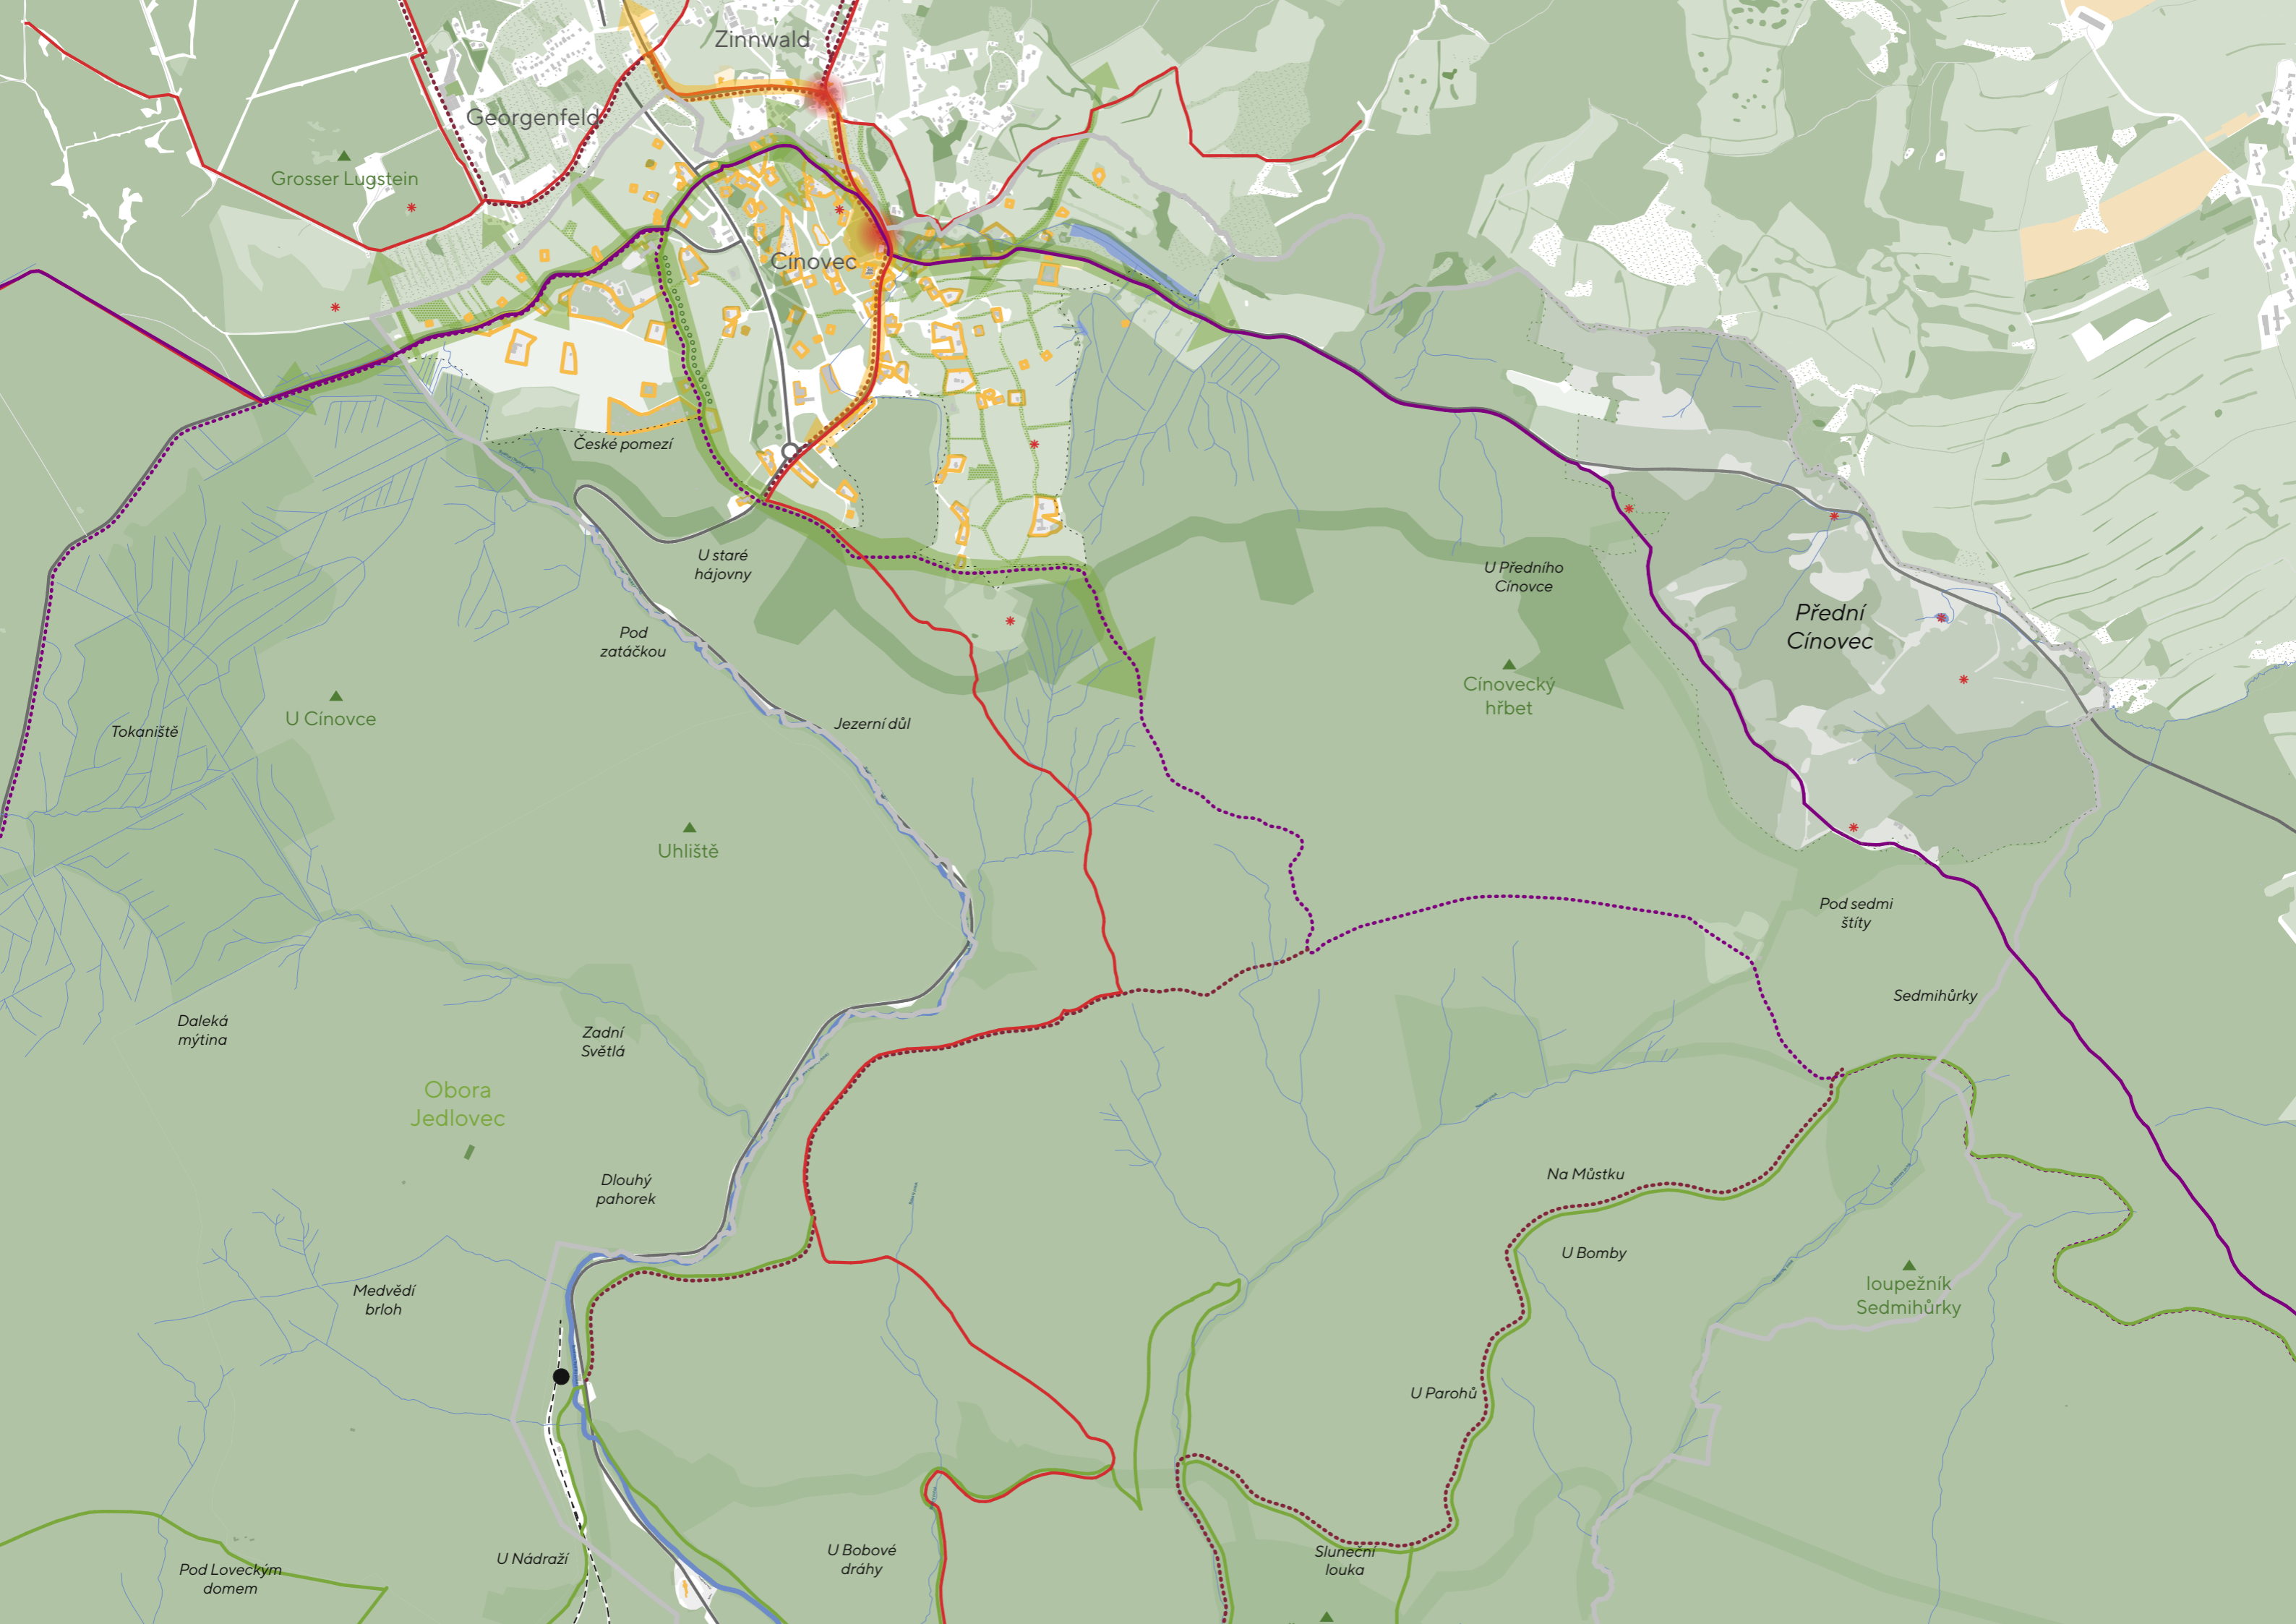 Zinnwald
Georgenfeld
Grosser Lugstein
Cínovec
České pomezí
U staré
hájovny
U Předního
Cínovce
Přední
Cínovec
Pod
zatáčkou
Cínovecký
hřbet
U Cínovce
Tokaniště
Jezerní důl
Uhliště
Pod sedmi
štíty
Sedmihůrky
Daleká
mýtina
Zadní
Světlá
Obora
Jedlovec
Dlouhý
pahorek
Na Můstku
U Bomby
loupežník
Sedmihůrky
Medvědí
brloh
U Parohů
U Nádraží
U Bobové
dráhy
Sluneční
louka
Pod Loveckým
domem